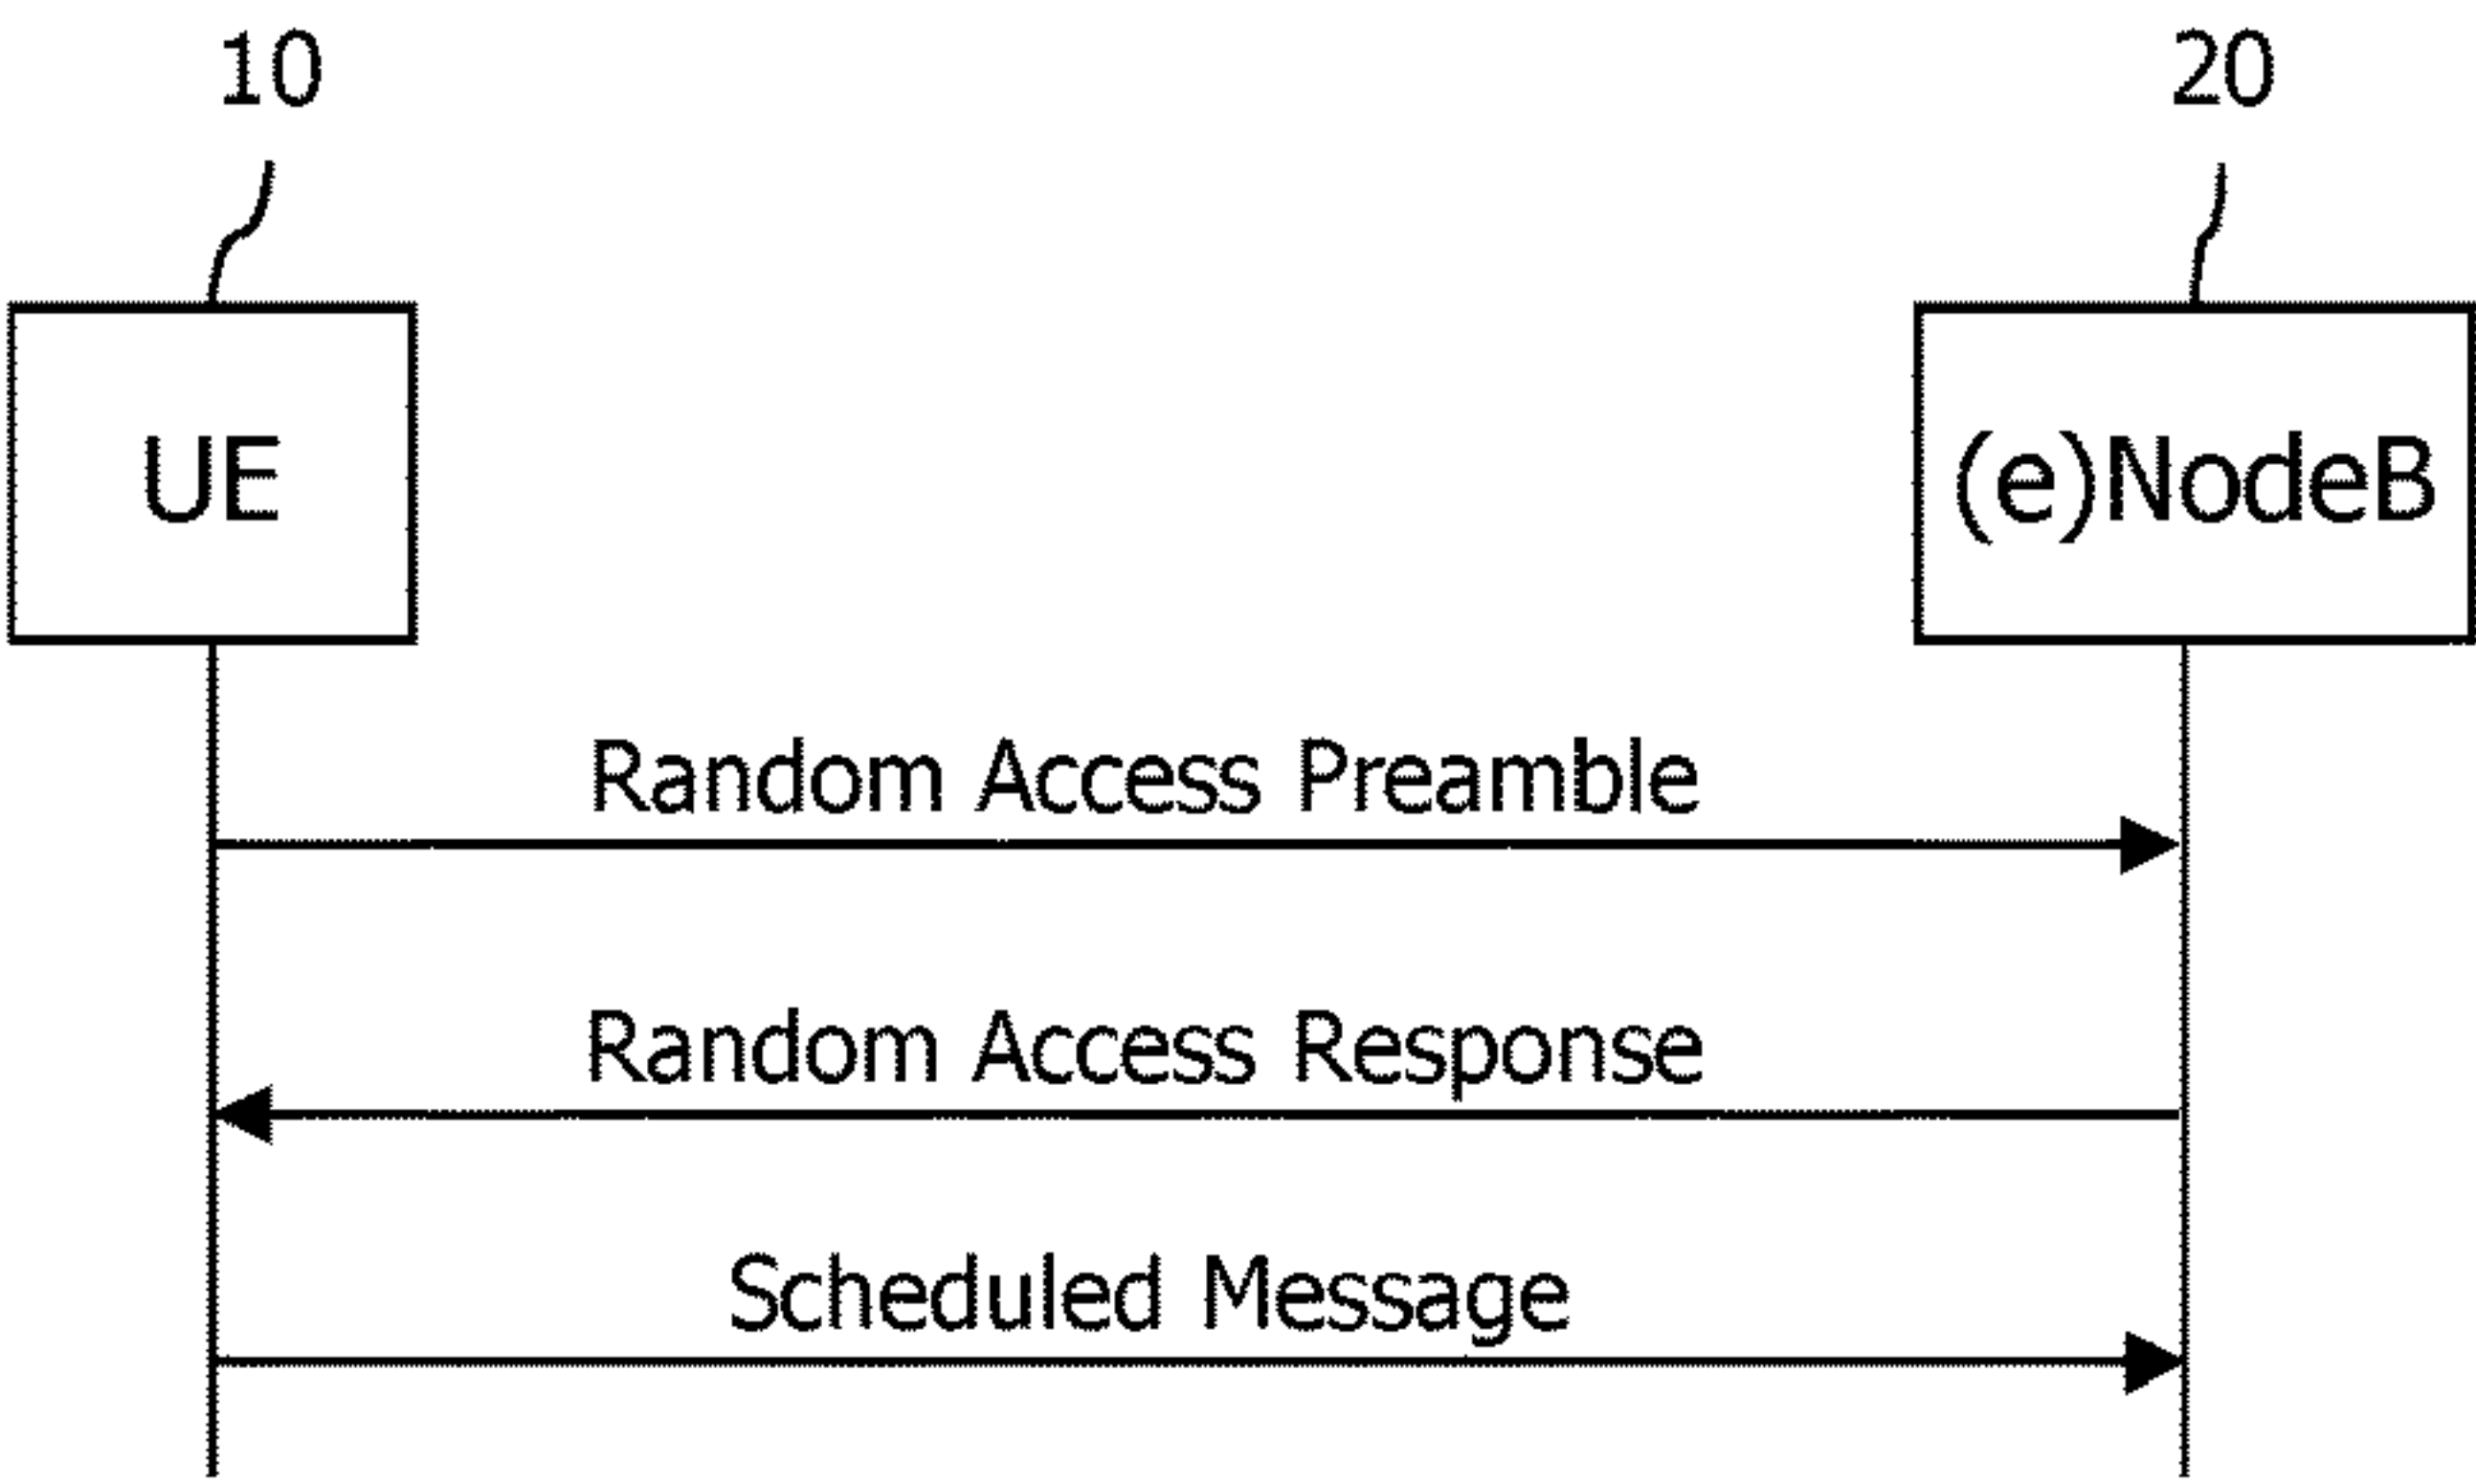 10
20
UE
(e)NodeB
Random Access Preamble
Random Access Response
Scheduled Message